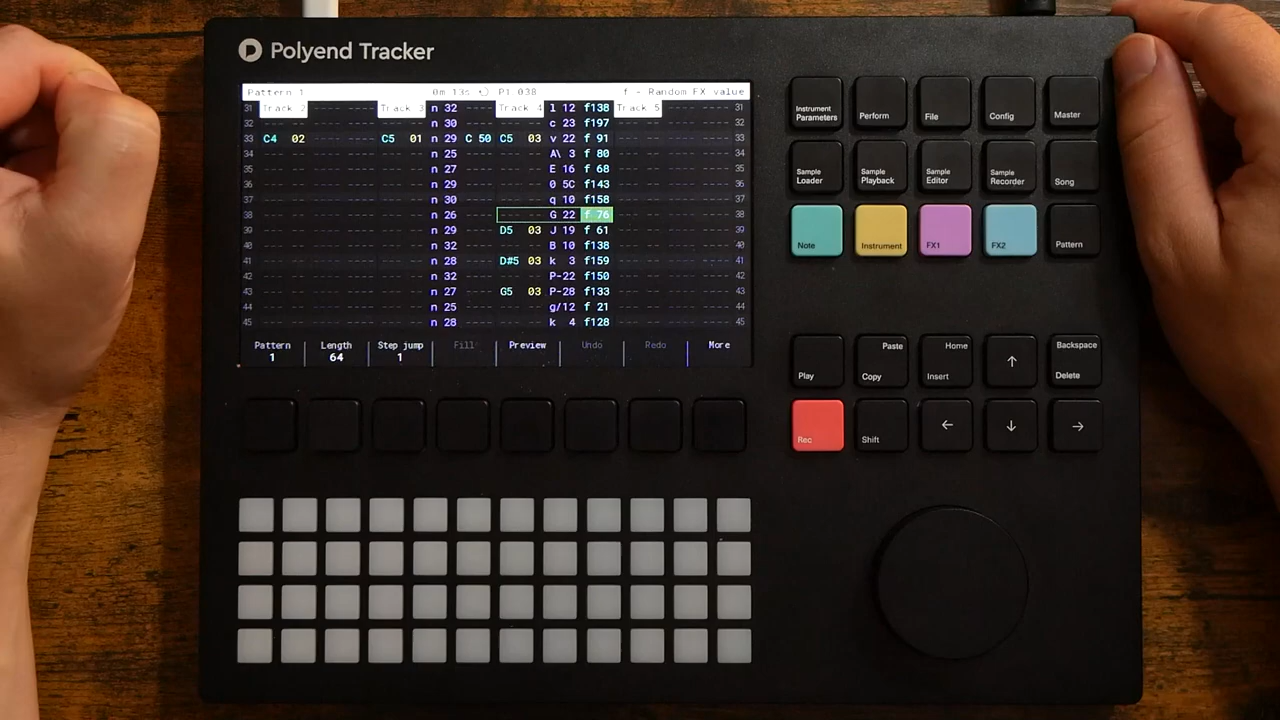 Polyend Tracker
Pattern 1 0m 13s P1 038 f - Random FX value
31 Track 2 Track 3 n 32 Track 4 l 12 f138 Track 5 31
32 n 30 c 23 f197 32
33 C4 02 C5 01 n 29 C 50 C5 03 v 22 f 91 33
34 n 25 A\ 3 f 80 34
35 n 27 E 16 f 68 35
36 n 29 0 5C f143 36
37 n 30 q 10 f158 37
38 n 26 G 22 f 76 38
39 n 29 D5 03 J 19 f 61 39
40 n 32 B 10 f138 40
41 n 28 D#5 03 k 3 f159 41
42 n 32 P-22 f150 42
43 n 27 G5 03 P-28 f133 43
44 n 25 g/12 f 21 44
45 n 28 k 4 f128 45
Pattern Length Step jump Fill Preview Undo Redo More
1 64 1
Instrument Parameters Perform File Config Master
Sample Loader Sample Playback Sample Editor Sample Recorder Song
Note Instrument FX1 FX2 Pattern
Paste Home ↑ Backspace
Play Copy Insert Delete
Rec Shift ← ↓ →